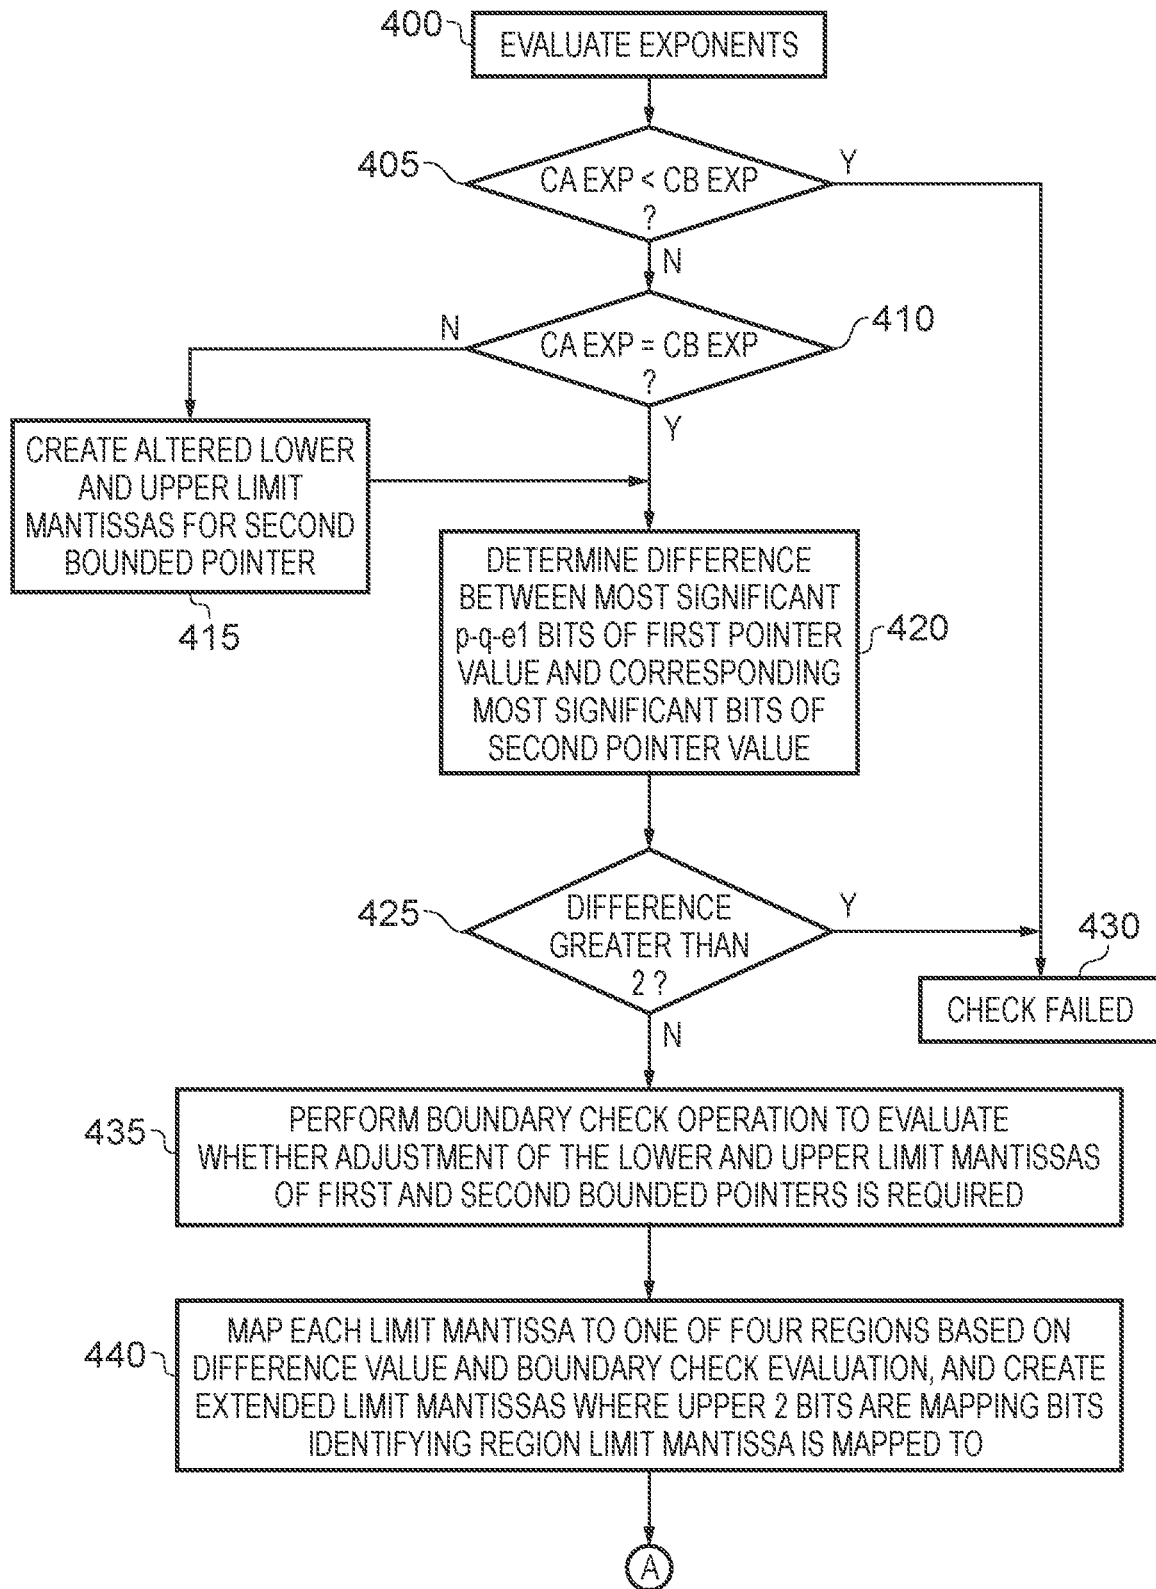 400
EVALUATE EXPONENTS
405
CA EXP < CB EXP
?
Y
N
410
CA EXP = CB EXP
?
N
Y
CREATE ALTERED LOWER
AND UPPER LIMIT
MANTISSAS FOR SECOND
BOUNDED POINTER
415
DETERMINE DIFFERENCE
BETWEEN MOST SIGNIFICANT
p-q-e1 BITS OF FIRST POINTER
VALUE AND CORRESPONDING
MOST SIGNIFICANT BITS OF
SECOND POINTER VALUE
420
425
DIFFERENCE
GREATER THAN
2 ?
Y
N
430
CHECK FAILED
435
PERFORM BOUNDARY CHECK OPERATION TO EVALUATE
WHETHER ADJUSTMENT OF THE LOWER AND UPPER LIMIT MANTISSAS
OF FIRST AND SECOND BOUNDED POINTERS IS REQUIRED
440
MAP EACH LIMIT MANTISSA TO ONE OF FOUR REGIONS BASED ON
DIFFERENCE VALUE AND BOUNDARY CHECK EVALUATION, AND CREATE
EXTENDED LIMIT MANTISSAS WHERE UPPER 2 BITS ARE MAPPING BITS
IDENTIFYING REGION LIMIT MANTISSA IS MAPPED TO
A